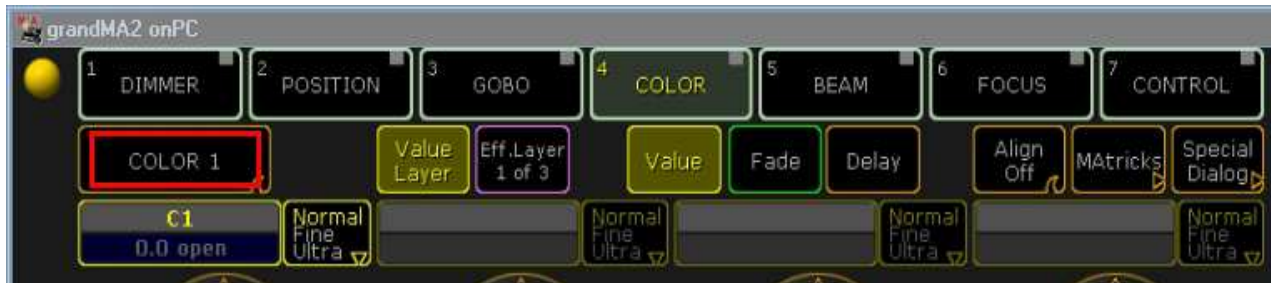 grandMA2 onPC
1 DIMMER 2 POSITION 3 GOBO 4 COLOR 5 BEAM 6 FOCUS 7 CONTROL
COLOR 1 Value Layer Eff.Layer 1 of 3 Value Fade Delay Align Off MAtricks Special Dialog
C1 Normal Fine Ultra Normal Fine Ultra Normal Fine Ultra Normal Fine Ultra
0.0 open